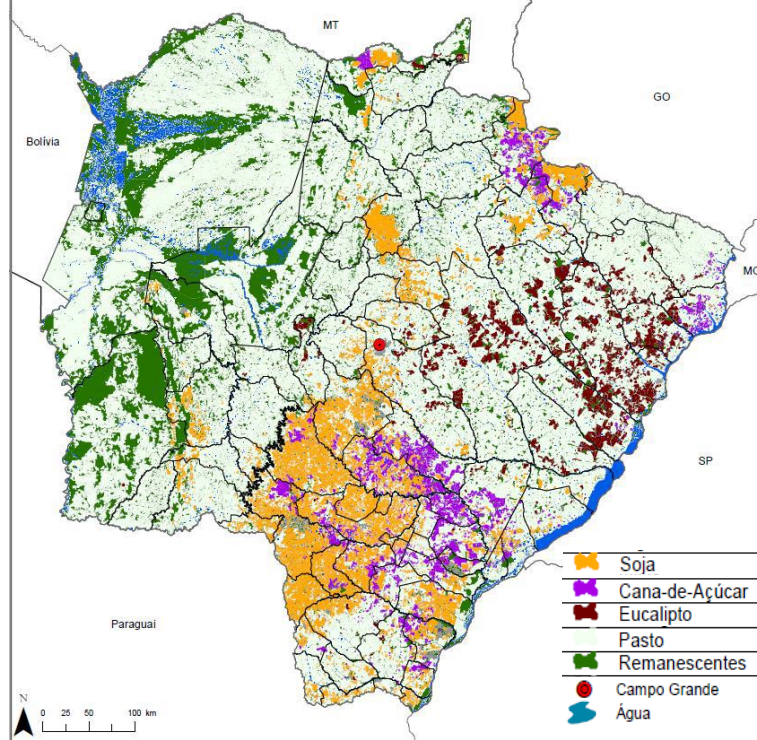 MT
GO
Bolívia
MG
SP
Paraguai
Soja
Cana-de-Açúcar
Eucalipto
Pasto
Remanescentes
Campo Grande
Água
N
0 25 50 100 km